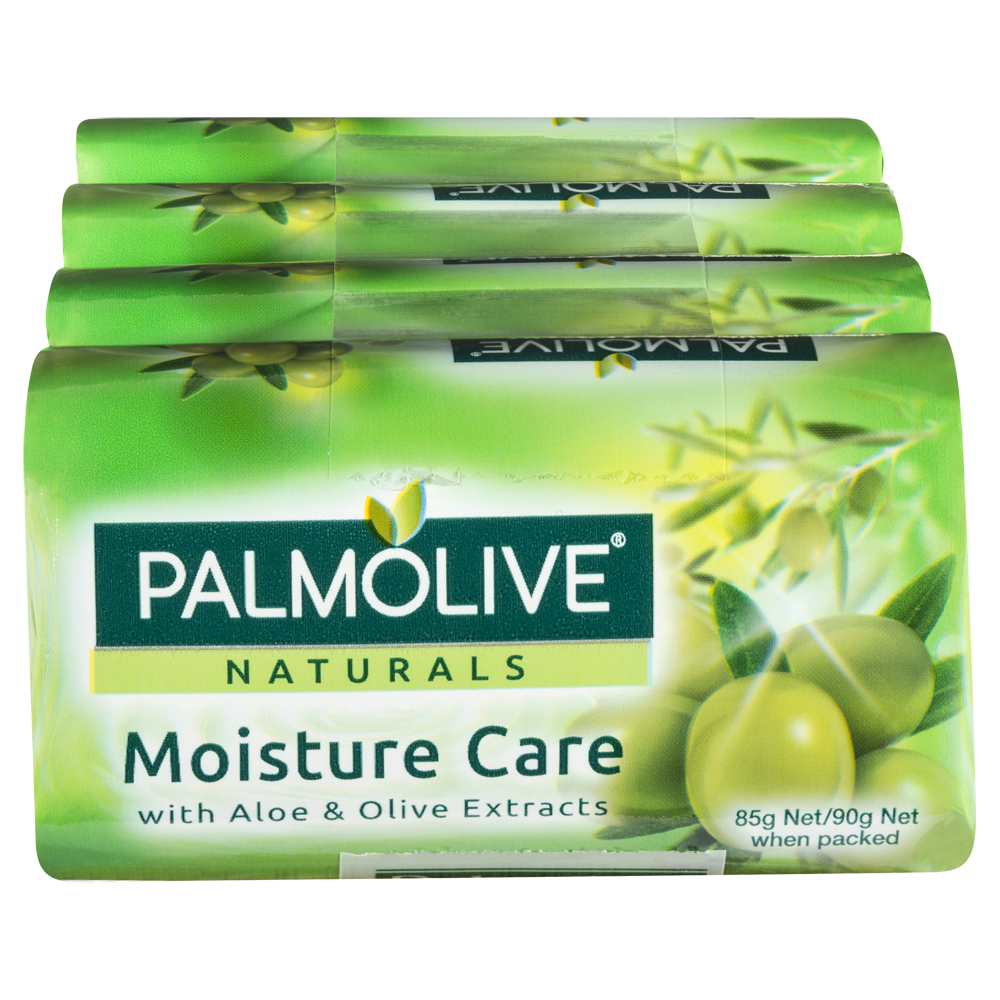 PALMOLIVE®
PALMOLIVE®
PALMOLIVE®
NATURALS
Moisture Care
with Aloe & Olive Extracts
85g Net/90g Net
when packed